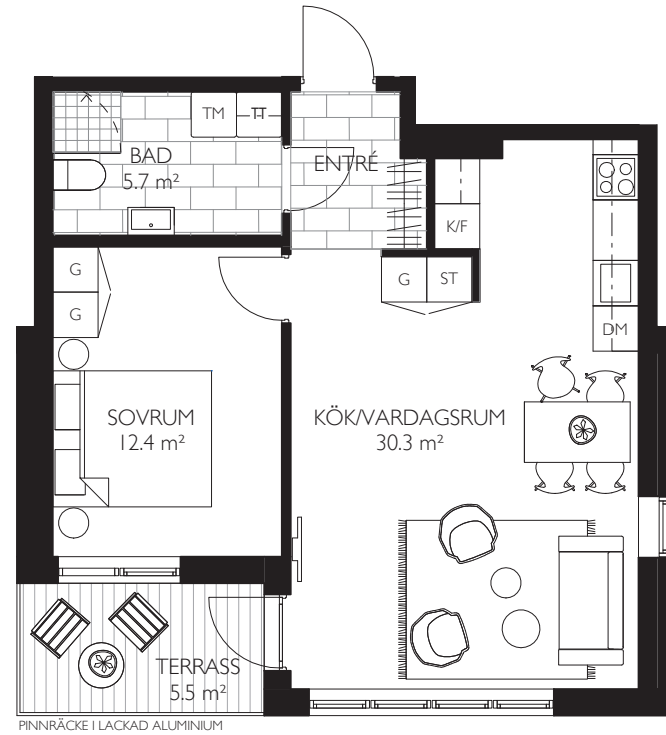 TM
TT
BAD
5.7 m²
ENTRÉ
K/F
G
ST
G
G
DM
SOVRUM
12.4 m²
KÖK/VARDAGSRUM
30.3 m²
TERRASS
5.5 m²
PINNRÄCKE I LACKAD ALUMINIUM